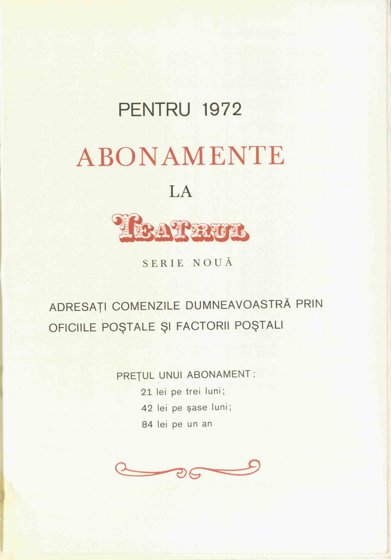 PENTRU 1972
ABONAMENTE
LA
TEATRUL
SERIE NOUĂ
ADRESAȚI COMENZILE DUMNEAVOASTRĂ PRIN
OFICIILE POȘTALE ȘI FACTORII POȘTALI
PREȚUL UNUI ABONAMENT:
21 lei pe trei luni;
42 lei pe șase luni;
84 lei pe un an